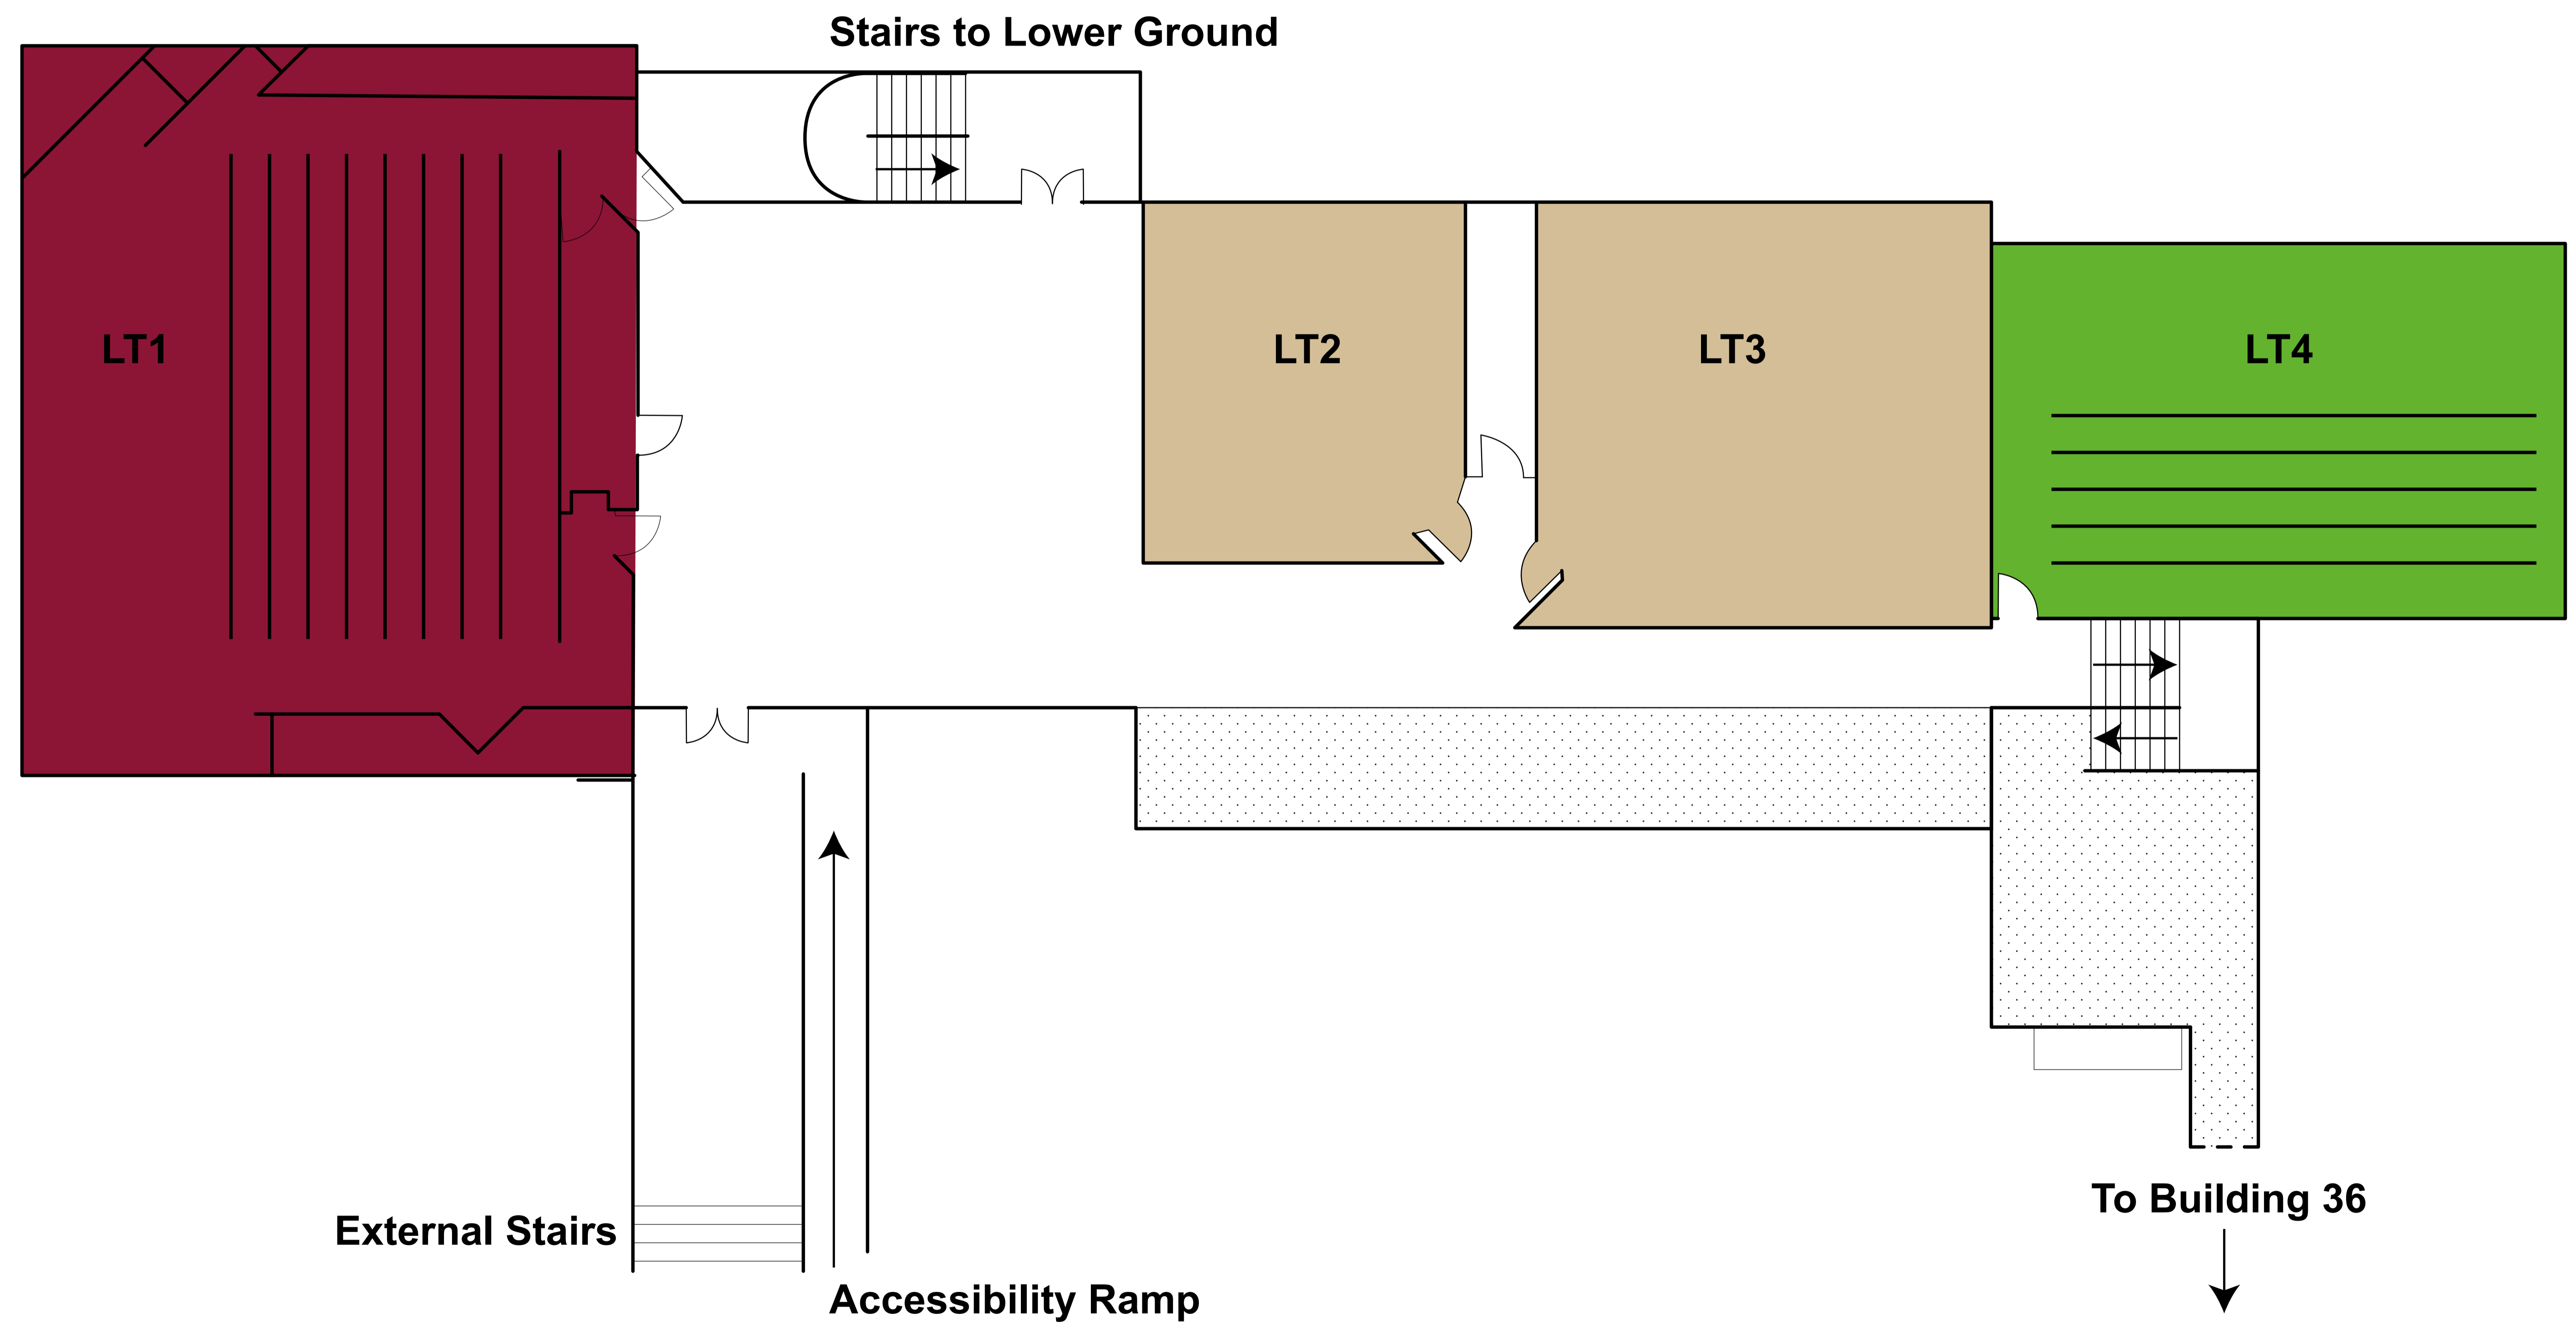 Stairs to Lower Ground
LT1
LT2
LT3
LT4
To Building 36
External Stairs
Accessibility Ramp